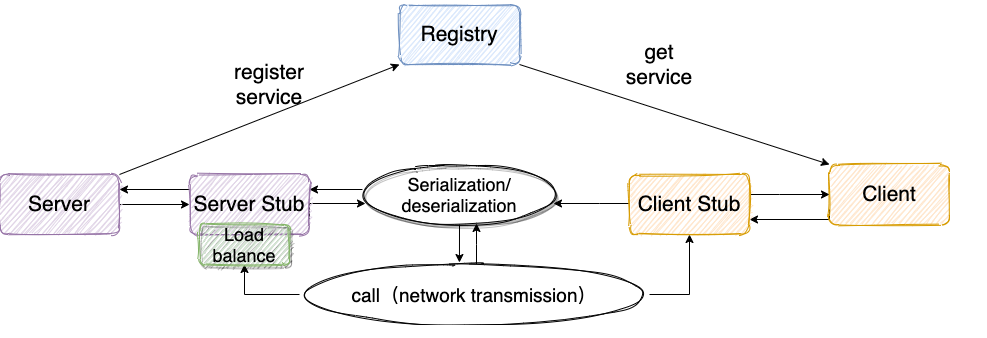 Registry
register
service
get
service
Server
Server Stub
Load
balance
Serialization/
deserialization
Client Stub
Client
call（network transmission）